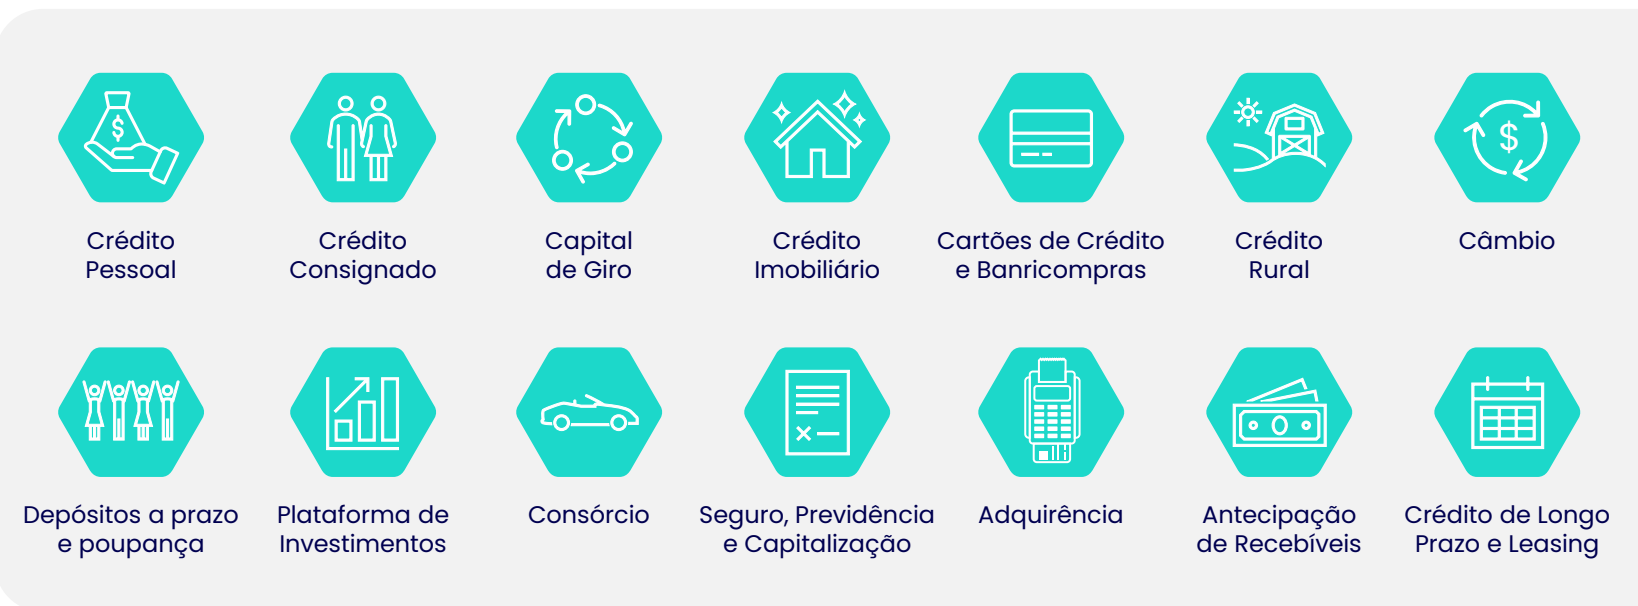 Crédito
Pessoal
Crédito
Consignado
Capital
de Giro
Crédito
Imobiliário
Cartões de Crédito
e Banricompras
Crédito
Rural
Câmbio
Depósitos a prazo
e poupança
Plataforma de
Investimentos
Consórcio
Seguro, Previdência
e Capitalização
Adquirência
Antecipação
de Recebíveis
Crédito de Longo
Prazo e Leasing